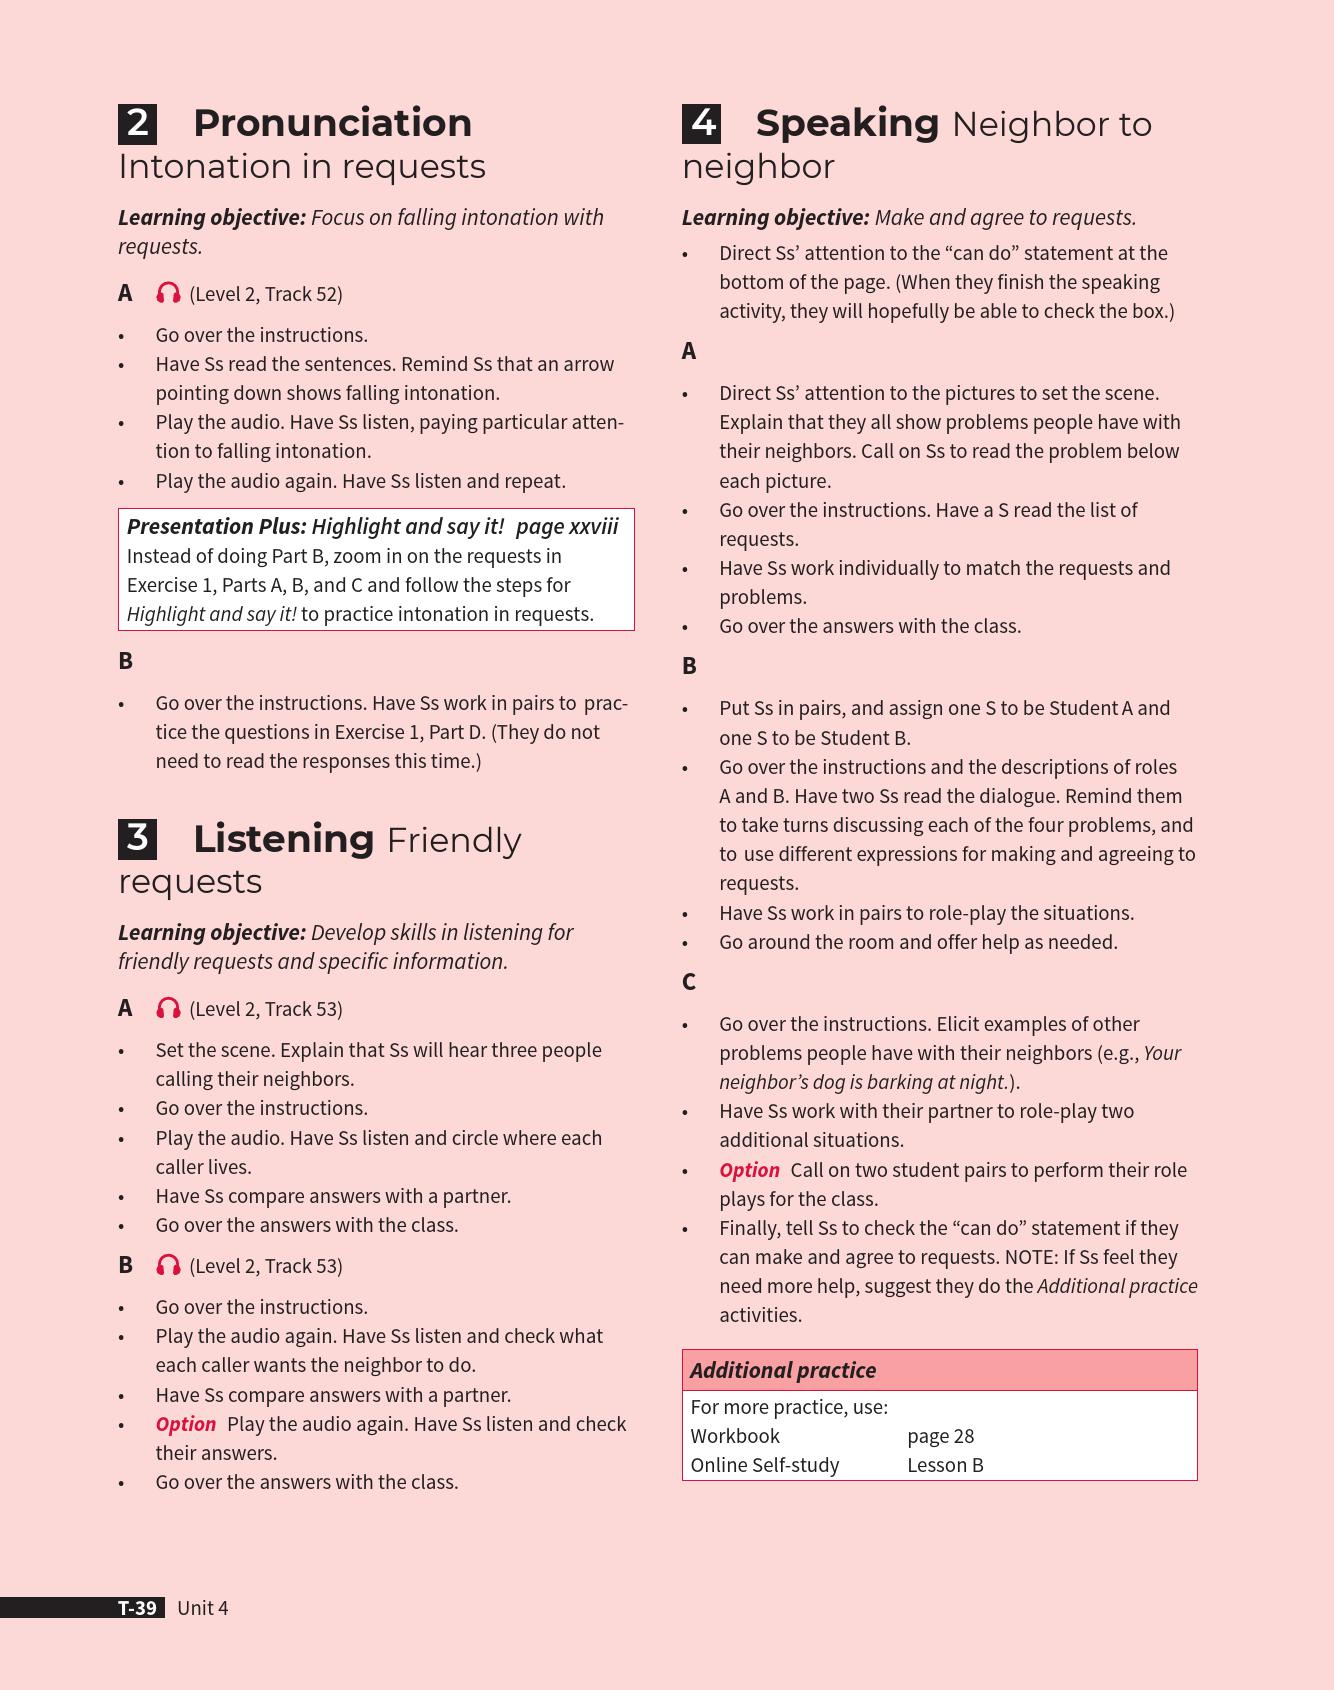 2 Pronunciation
Intonation in requests
Learning objective: Focus on falling intonation with
requests.
A (Level 2, Track 52)
• Go over the instructions.
• Have Ss read the sentences. Remind Ss that an arrow
pointing down shows falling intonation.
• Play the audio. Have Ss listen, paying particular atten-
tion to falling intonation.
• Play the audio again. Have Ss listen and repeat.
Presentation Plus: Highlight and say it! page xxviii
Instead of doing Part B, zoom in on the requests in
Exercise 1, Parts A, B, and C and follow the steps for
Highlight and say it! to practice intonation in requests.
B
• Go over the instructions. Have Ss work in pairs to prac-
tice the questions in Exercise 1, Part D. (They do not
need to read the responses this time.)
3 Listening Friendly
requests
Learning objective: Develop skills in listening for
friendly requests and specific information.
A (Level 2, Track 53)
• Set the scene. Explain that Ss will hear three people
calling their neighbors.
• Go over the instructions.
• Play the audio. Have Ss listen and circle where each
caller lives.
• Have Ss compare answers with a partner.
• Go over the answers with the class.
B (Level 2, Track 53)
• Go over the instructions.
• Play the audio again. Have Ss listen and check what
each caller wants the neighbor to do.
• Have Ss compare answers with a partner.
• Option Play the audio again. Have Ss listen and check
their answers.
• Go over the answers with the class.
4 Speaking Neighbor to
neighbor
Learning objective: Make and agree to requests.
• Direct Ss’ attention to the “can do” statement at the
bottom of the page. (When they finish the speaking
activity, they will hopefully be able to check the box.)
A
• Direct Ss’ attention to the pictures to set the scene.
Explain that they all show problems people have with
their neighbors. Call on Ss to read the problem below
each picture.
• Go over the instructions. Have a S read the list of
requests.
• Have Ss work individually to match the requests and
problems.
• Go over the answers with the class.
B
• Put Ss in pairs, and assign one S to be Student A and
one S to be Student B.
• Go over the instructions and the descriptions of roles
A and B. Have two Ss read the dialogue. Remind them
to take turns discussing each of the four problems, and
to use different expressions for making and agreeing to
requests.
• Have Ss work in pairs to role-play the situations.
• Go around the room and offer help as needed.
C
• Go over the instructions. Elicit examples of other
problems people have with their neighbors (e.g., Your
neighbor’s dog is barking at night.).
• Have Ss work with their partner to role-play two
additional situations.
• Option Call on two student pairs to perform their role
plays for the class.
• Finally, tell Ss to check the “can do” statement if they
can make and agree to requests. NOTE: If Ss feel they
need more help, suggest they do the Additional practice
activities.
Additional practice
For more practice, use:
Workbook page 28
Online Self-study Lesson B
T-39 Unit 4